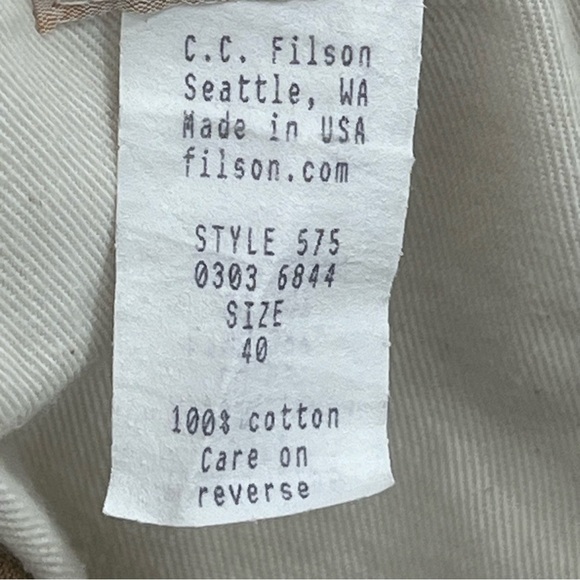 C.C. Filson
Seattle, WA
Made in USA
filson.com
STYLE 575
0303 6844
SIZE
40
100% cotton
Care on
reverse